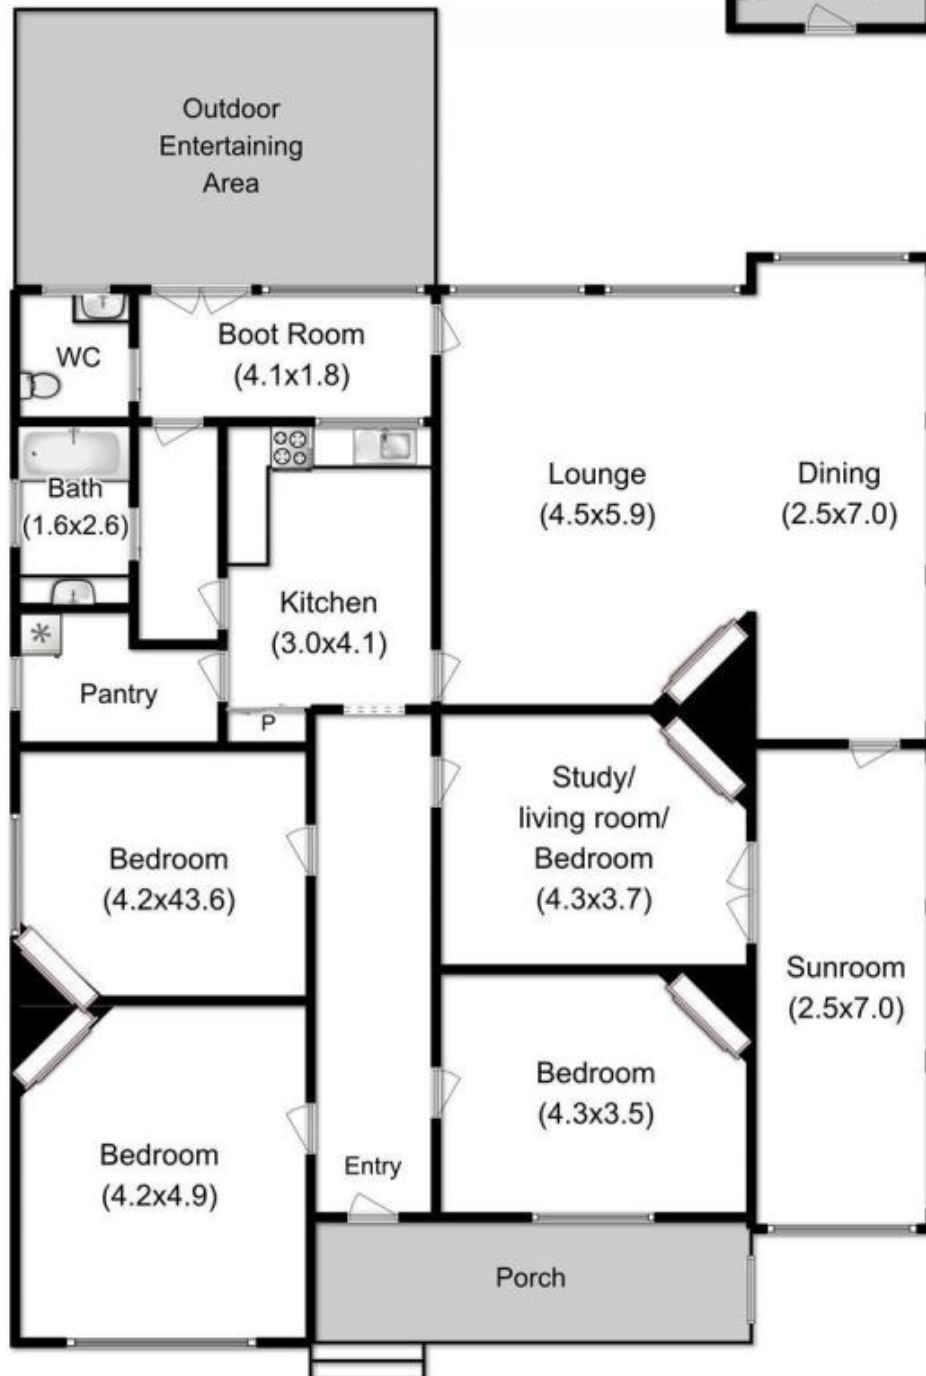 Outdoor
Entertaining
Area
WC
Boot Room
(4.1x1.8)
Bath
(1.6x2.6)
Lounge
(4.5x5.9)
Dining
(2.5x7.0)
Kitchen
(3.0x4.1)
Pantry
P
Bedroom
(4.2x43.6)
Study/
living room/
Bedroom
(4.3x3.7)
Sunroom
(2.5x7.0)
Bedroom
(4.3x3.5)
Bedroom
(4.2x4.9)
Entry
Porch